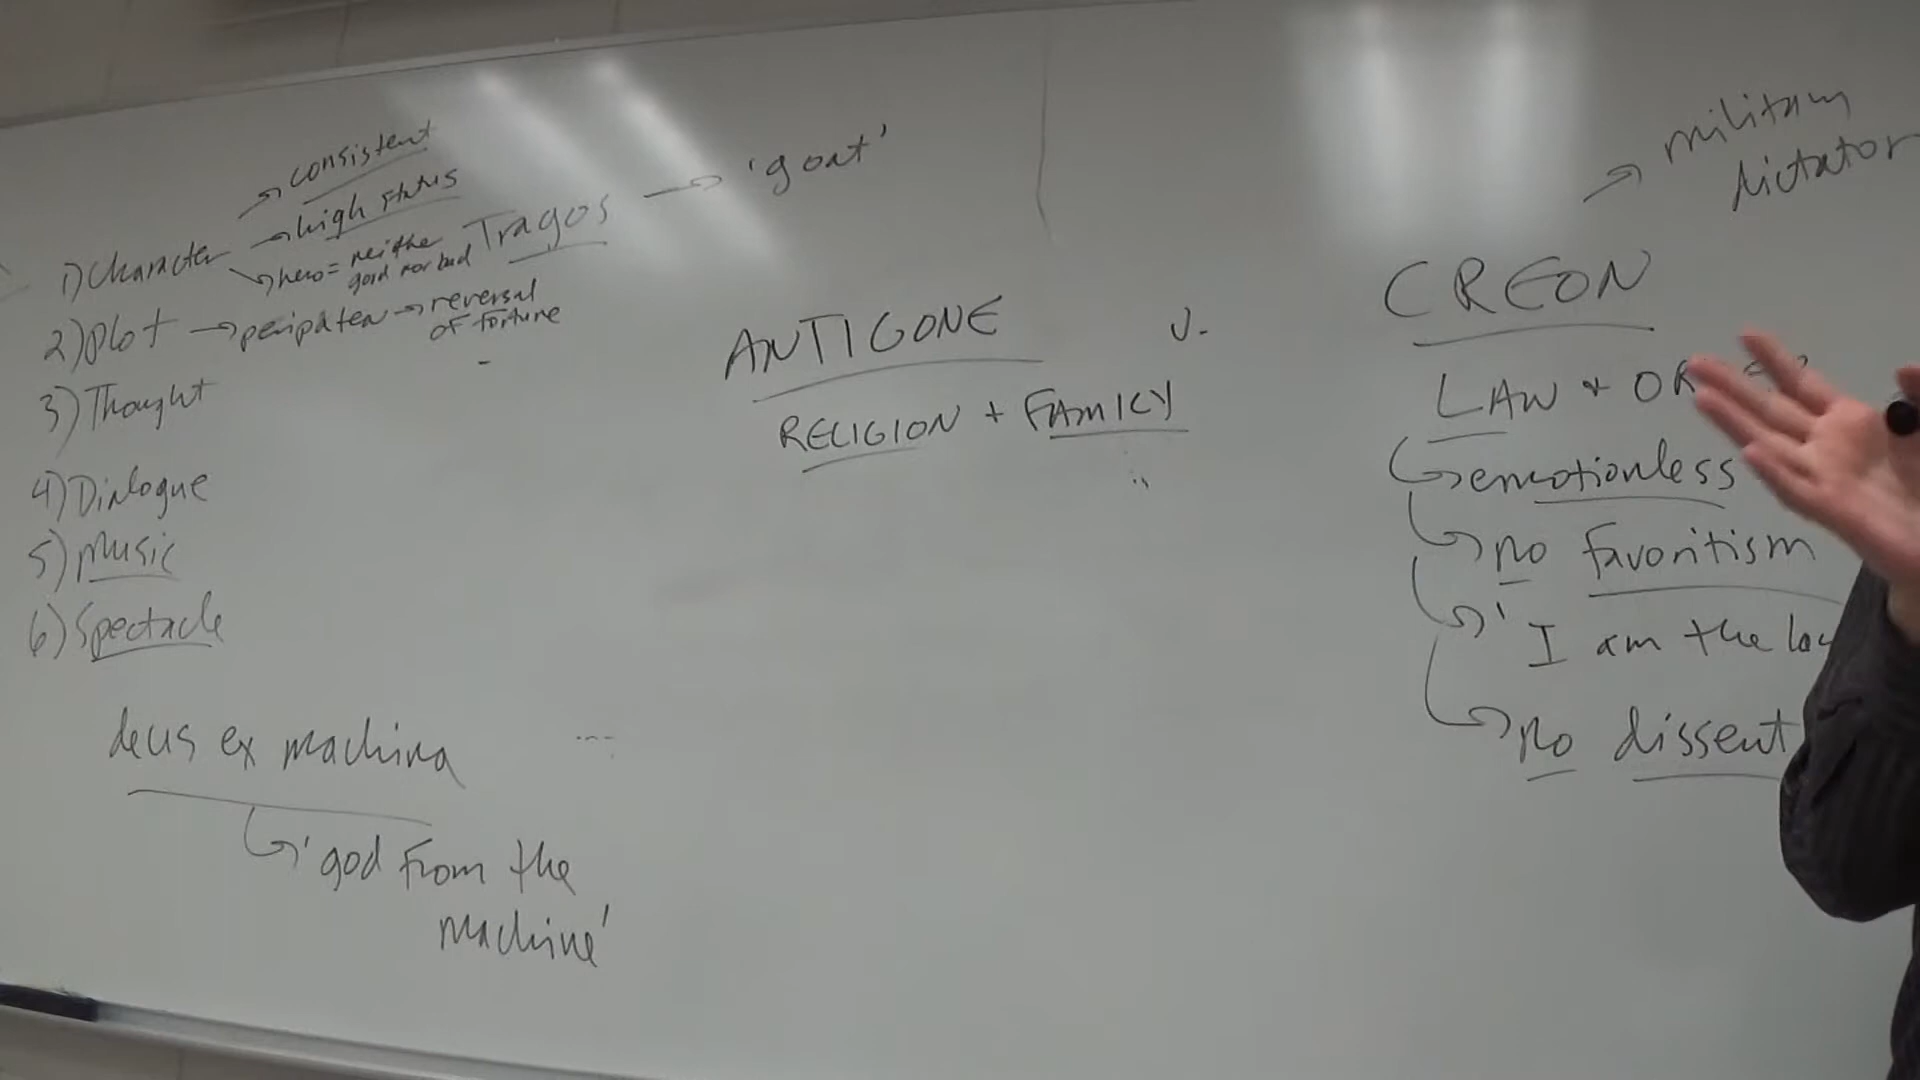 → consistent
1) Character → high status
→ hero = neither
good nor bad
2) Plot → peripatea → reversal
of fortune
3) Thought
4) Dialogue
5) Music
6) Spectacle
deus ex machina
↳ 'god from the
machine'
Tragos → 'goat'
ANTIGONE v. CREON
RELIGION + FAMILY
→ military
dictator
LAW + OR
↳ emotionless
↳ no favoritism
↳ 'I am the law
↳ no dissent